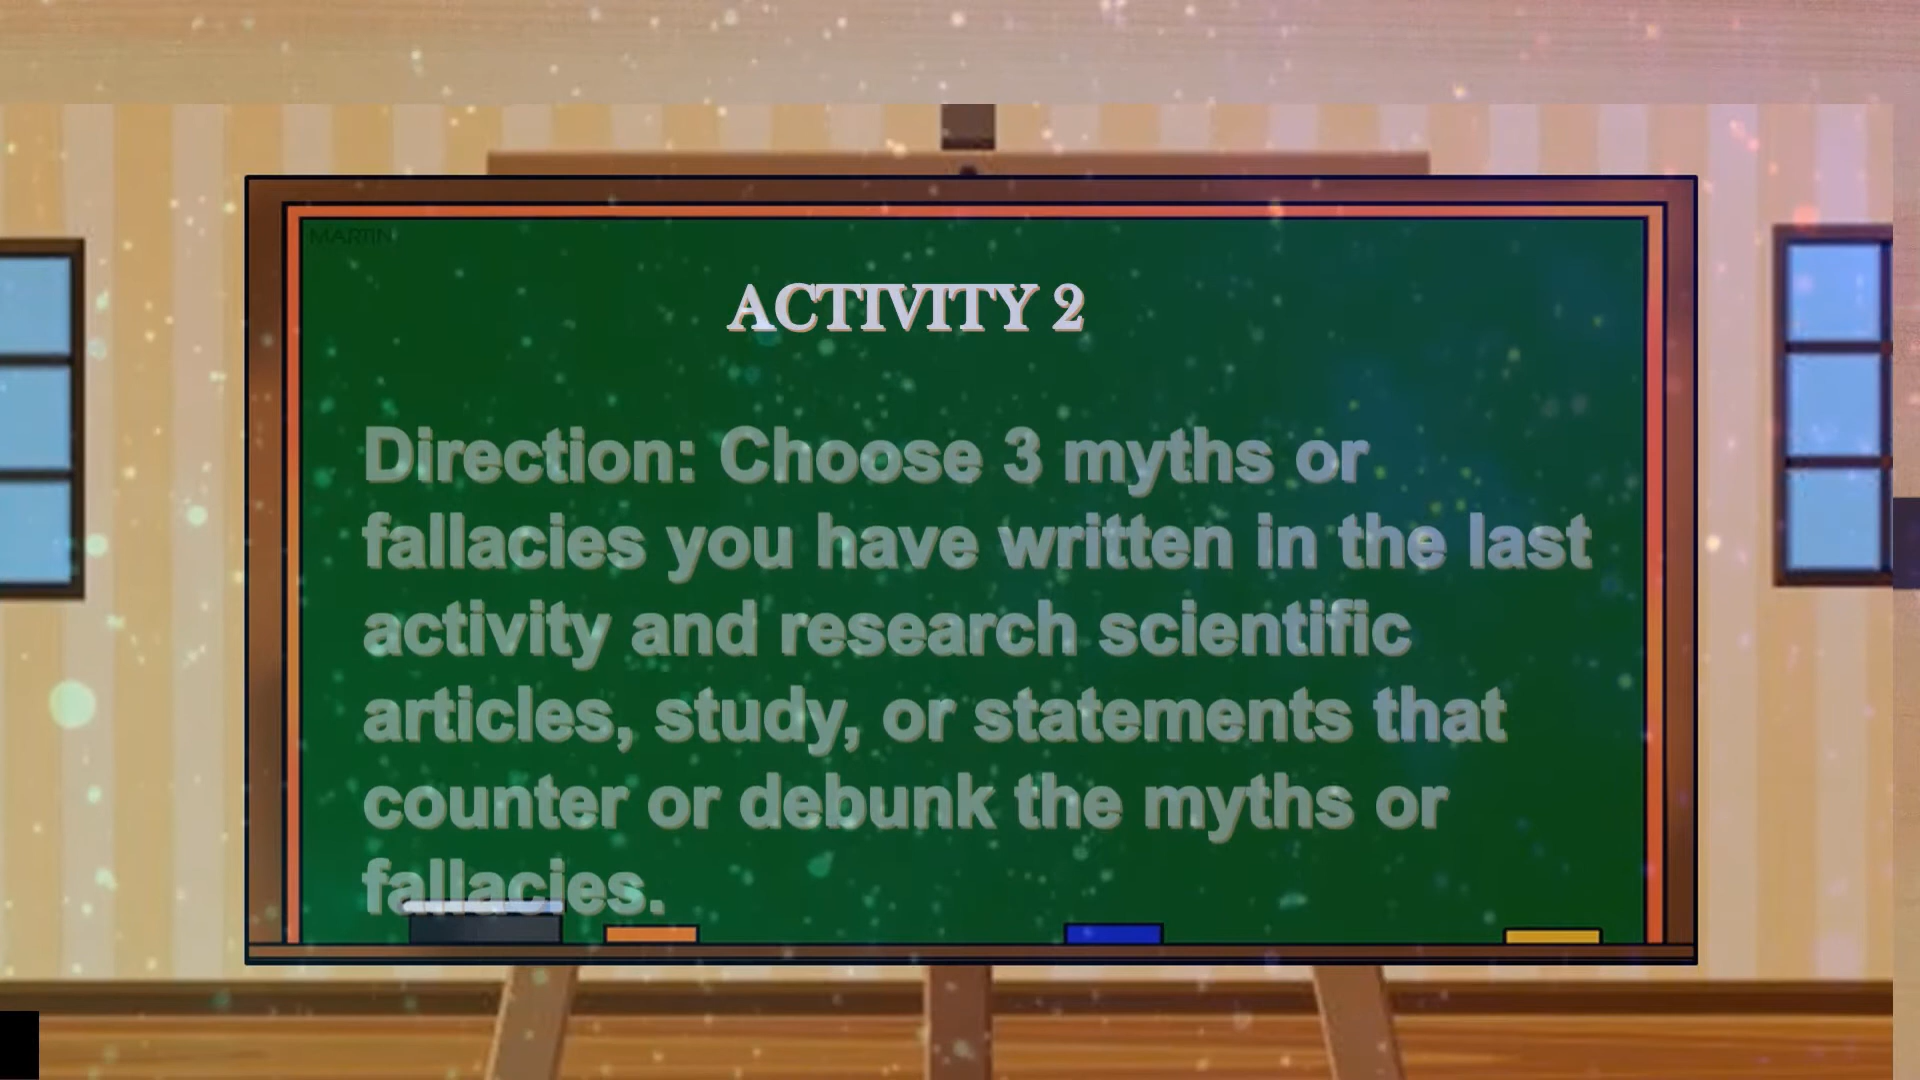 MARTIN
ACTIVITY 2
Direction: Choose 3 myths or
fallacies you have written in the last
activity and research scientific
articles, study, or statements that
counter or debunk the myths or
fallacies.